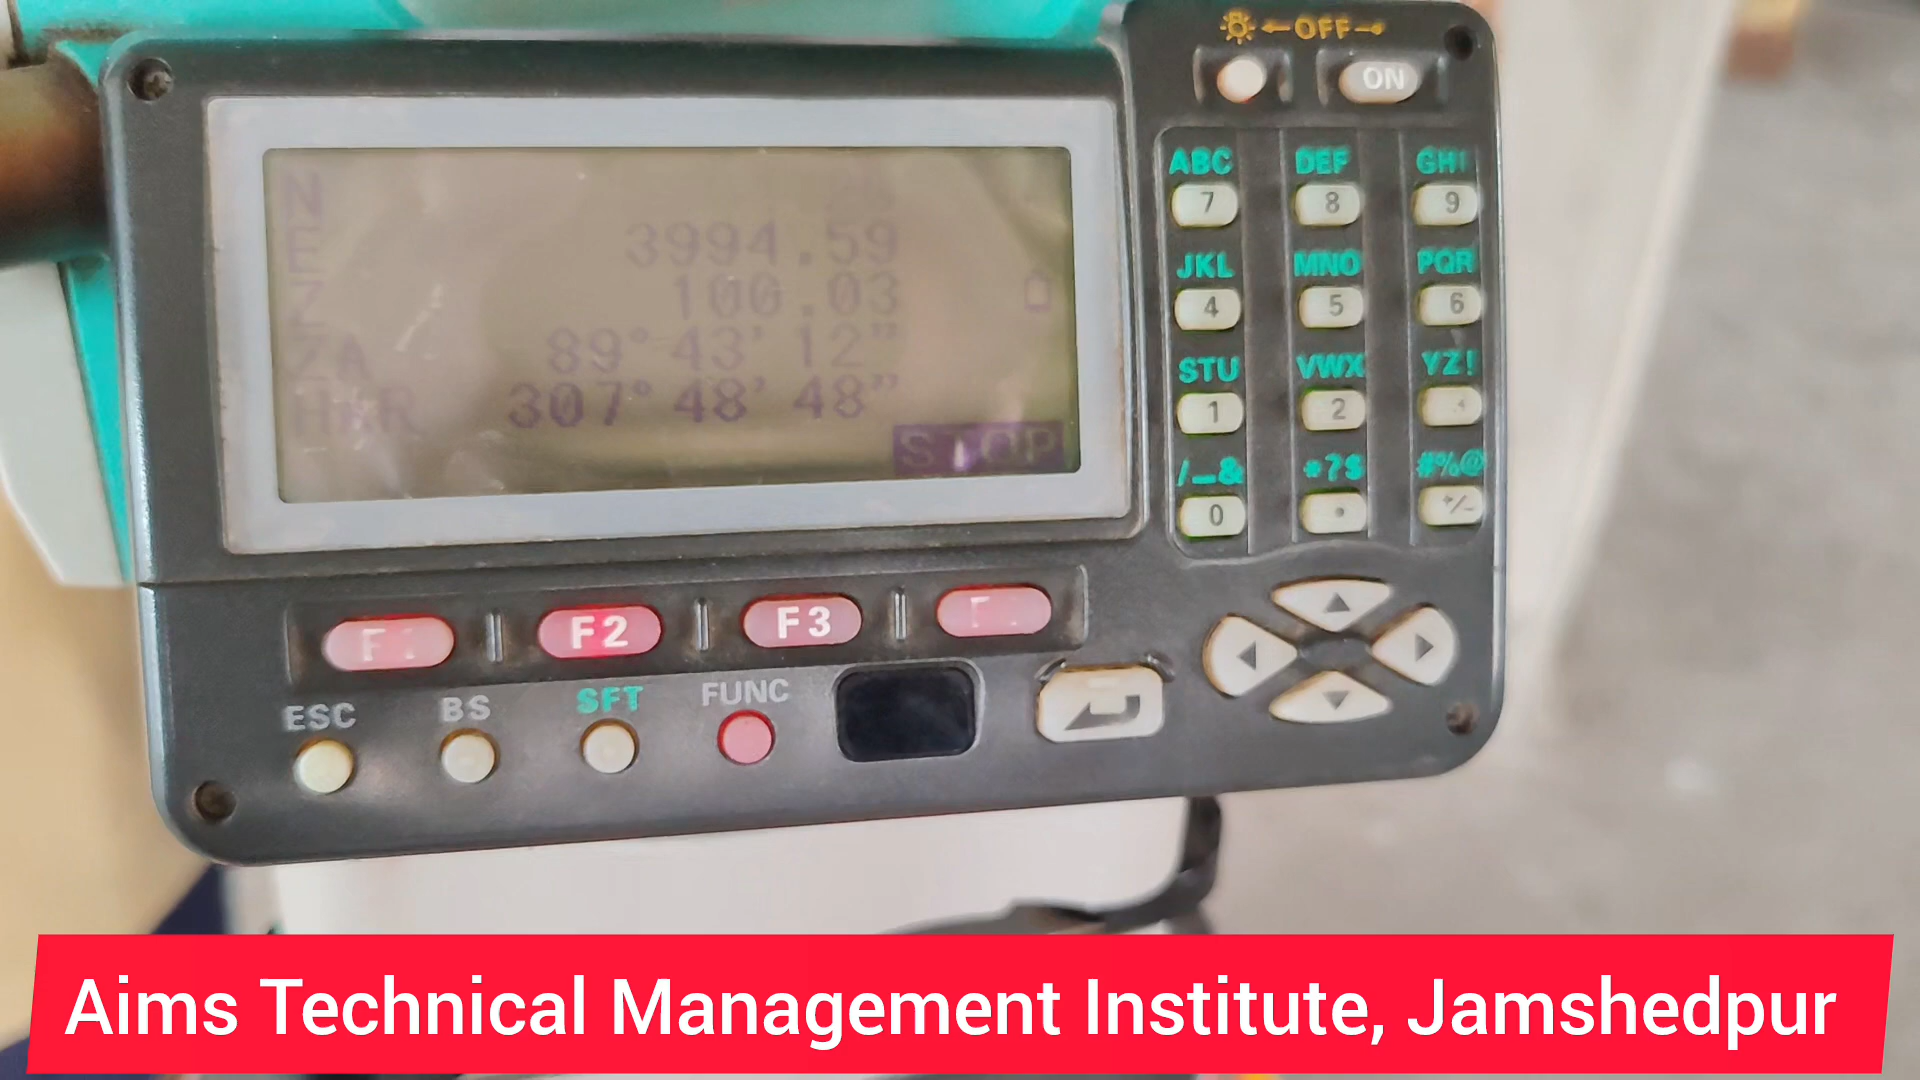 ☼ ←OFF→
ON
N
E 3994.59
Z 100.03
ZA 89°43'12"
HAR 307°48'48"
STOP
ABC DEF GHI
7 8 9
JKL MNO PQR
4 5 6
STU VWX YZ!
1 2
/_& *?$ #%@
0 . +/-
F2 F3
ESC BS SFT FUNC
Aims Technical Management Institute, Jamshedpur